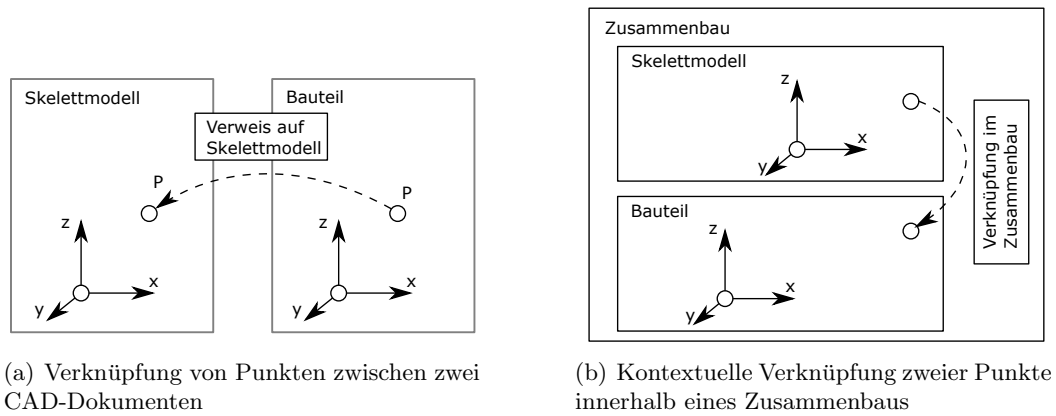 Skelettmodell
Bauteil
Verweis auf
Skelettmodell
P
P
z
x
y
z
x
y
(a) Verknüpfung von Punkten zwischen zwei
CAD-Dokumenten
Zusammenbau
Skelettmodell
z
x
y
Bauteil
z
x
y
Verknüpfung im
Zusammenbau
(b) Kontextuelle Verknüpfung zweier Punkte
innerhalb eines Zusammenbaus